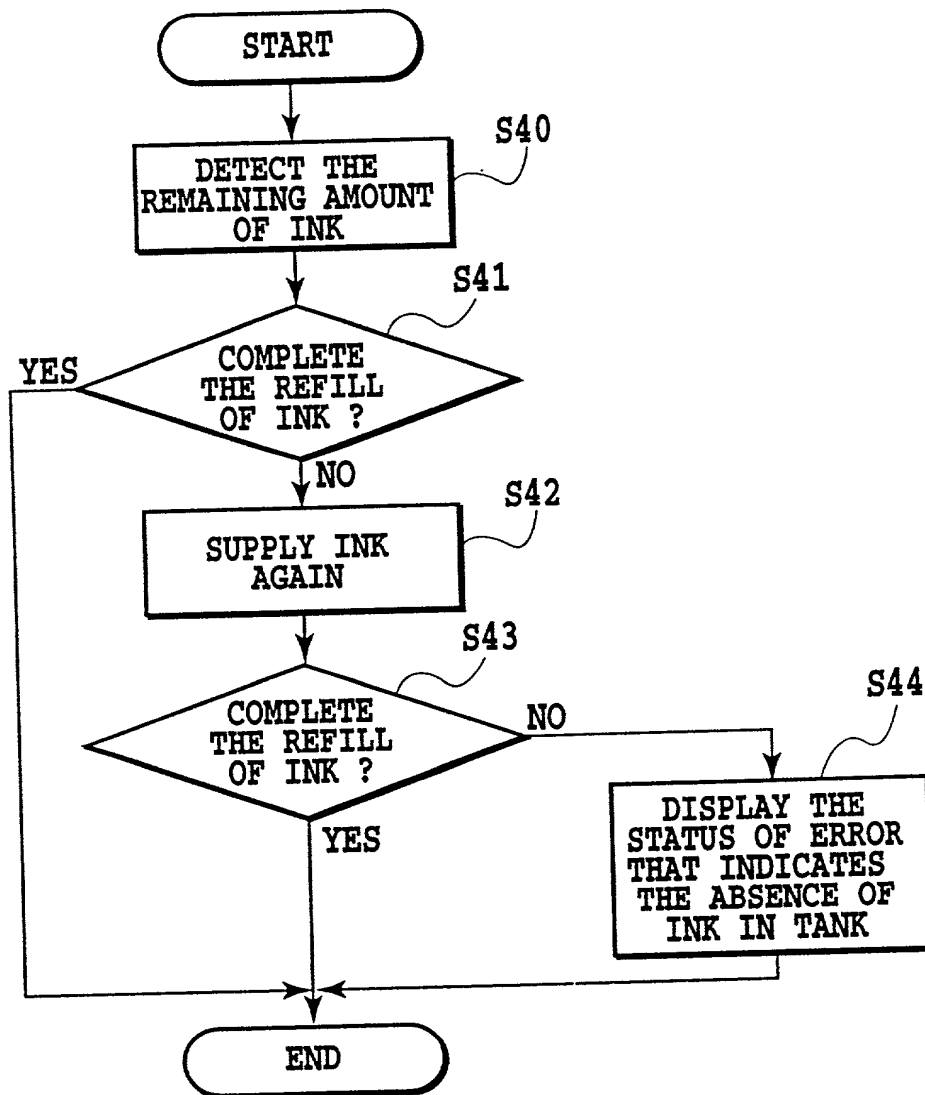 START
S40
DETECT THE
REMAINING AMOUNT
OF INK
S41
YES
COMPLETE
THE REFILL
OF INK ?
NO
S42
SUPPLY INK
AGAIN
S43
COMPLETE
THE REFILL
OF INK ?
NO
S44
YES
DISPLAY THE
STATUS OF ERROR
THAT INDICATES
THE ABSENCE OF
INK IN TANK
END